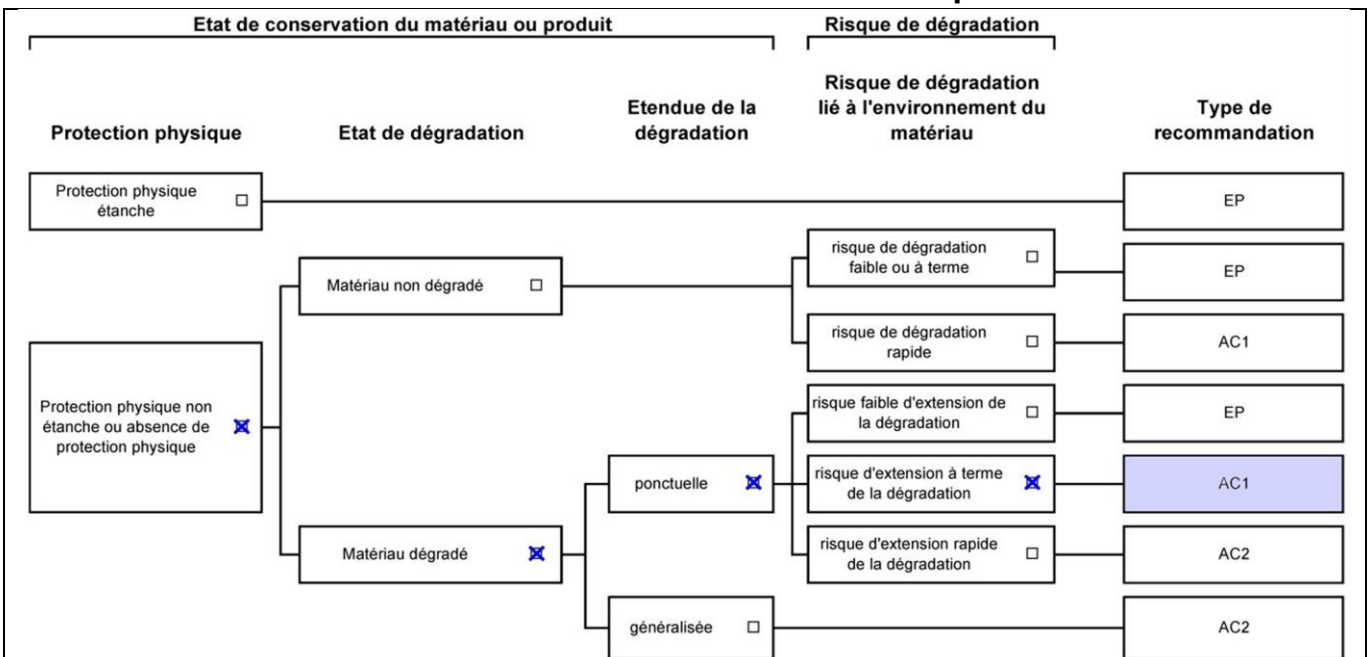 Etat de conservation du matériau ou produit
Risque de dégradation
Protection physique
Etat de dégradation
Etendue de la
dégradation
Risque de dégradation
lié à l'environnement du
matériau
Type de
recommandation
Protection physique
étanche
EP
Matériau non dégradé
risque de dégradation
faible ou à terme
EP
risque de dégradation
rapide
AC1
Protection physique non
étanche ou absence de
protection physique
risque faible d'extension de
la dégradation
EP
ponctuelle
risque d'extension à terme
de la dégradation
AC1
Matériau dégradé
risque d'extension rapide
de la dégradation
AC2
généralisée
AC2